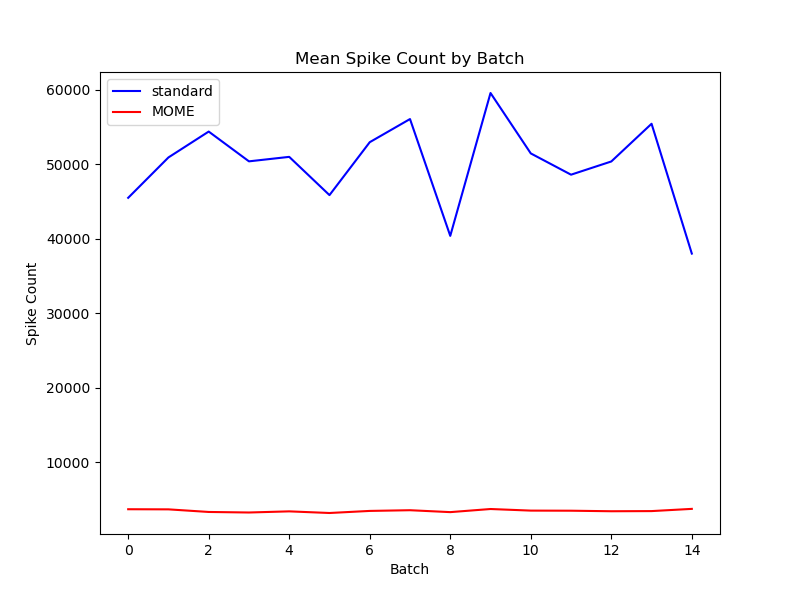 Mean Spike Count by Batch
standard
MOME
60000
50000
40000
30000
20000
10000
Spike Count
0 2 4 6 8 10 12 14
Batch